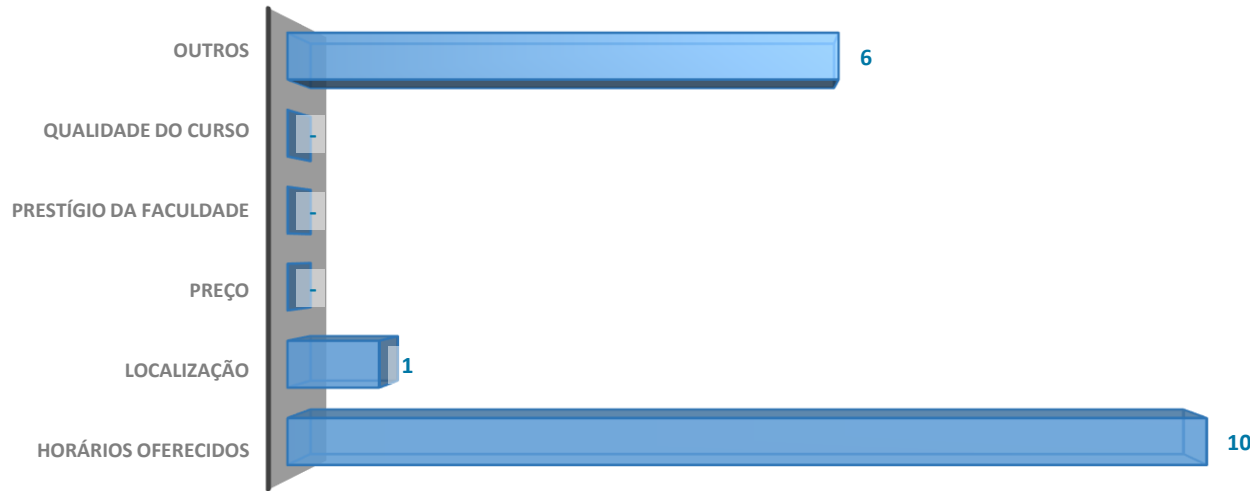 OUTROS 6
QUALIDADE DO CURSO -
PRESTÍGIO DA FACULDADE -
PREÇO -
LOCALIZAÇÃO 1
HORÁRIOS OFERECIDOS 10